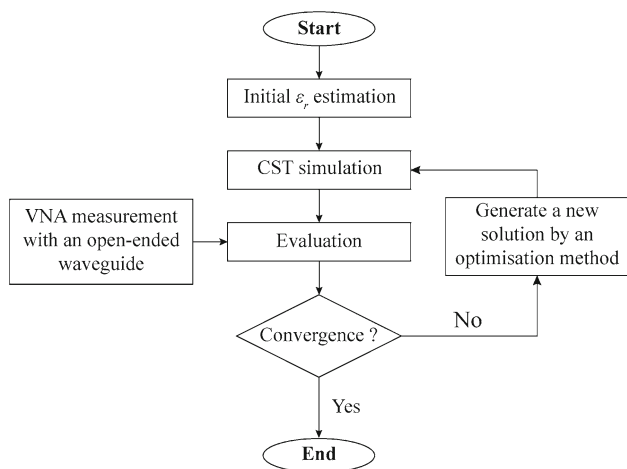 Start
Initial εr estimation
CST simulation
VNA measurement
with an open-ended
waveguide
Evaluation
Generate a new
solution by an
optimisation method
Convergence ?
No
Yes
End